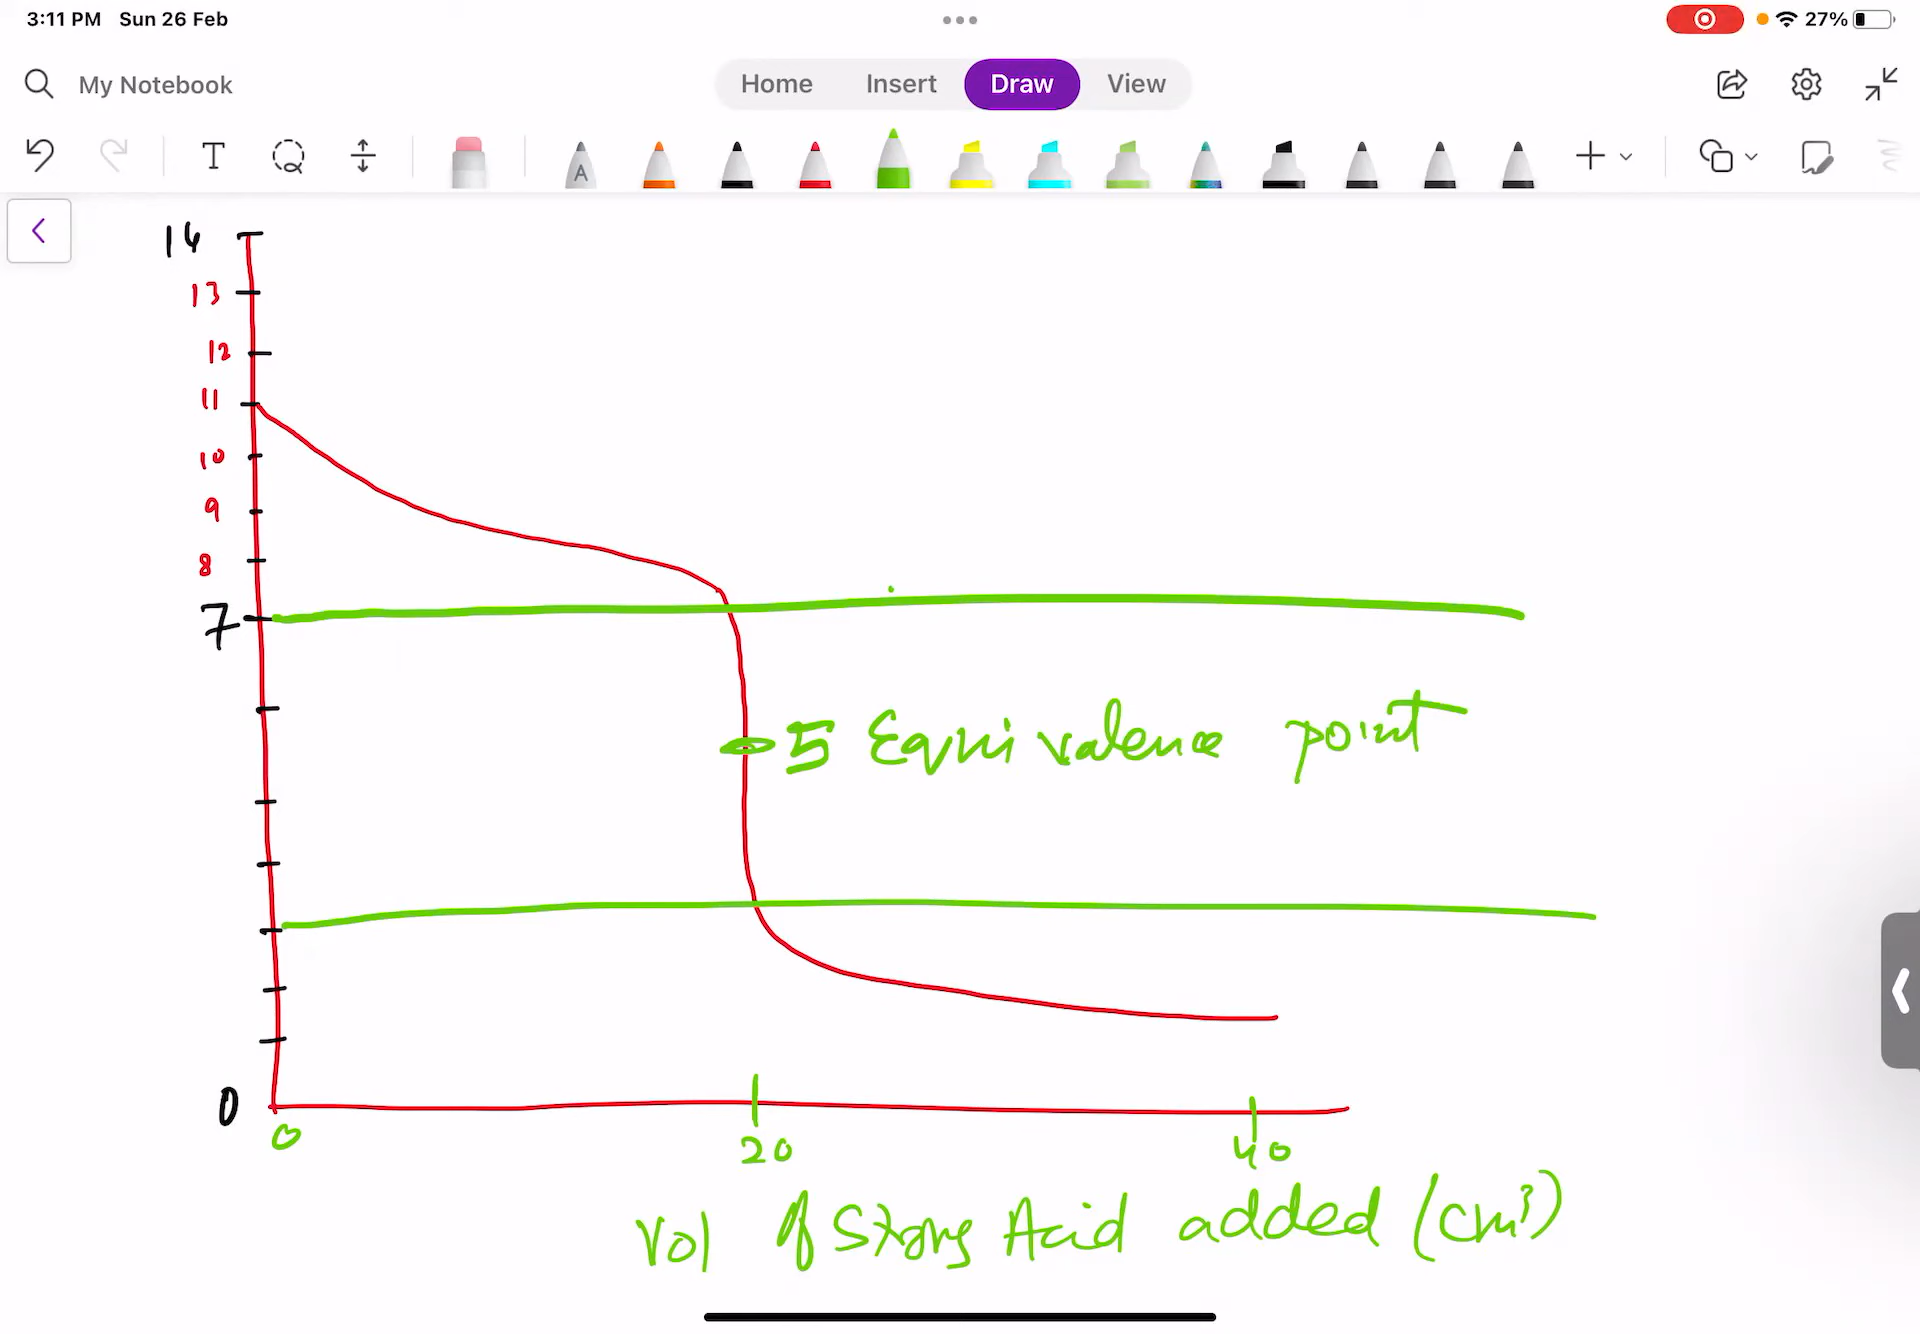 3:11 PM Sun 26 Feb
27%
My Notebook
Home Insert Draw View
T
A
14
13
12
11
10
9
8
7
5 Equivalence point
0
0 20 40
Vol of Strong Acid added (cm³)